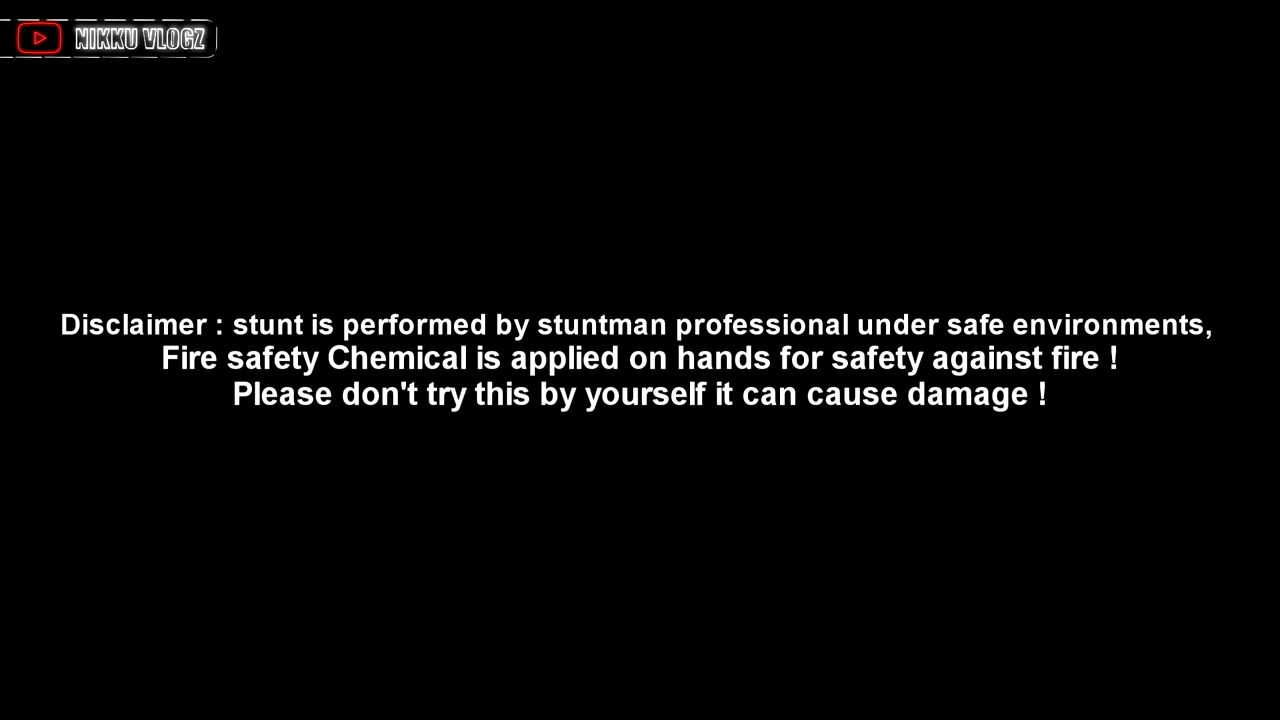 NIKKU VLOGZ
Disclaimer : stunt is performed by stuntman professional under safe environments,
Fire safety Chemical is applied on hands for safety against fire !
Please don't try this by yourself it can cause damage !